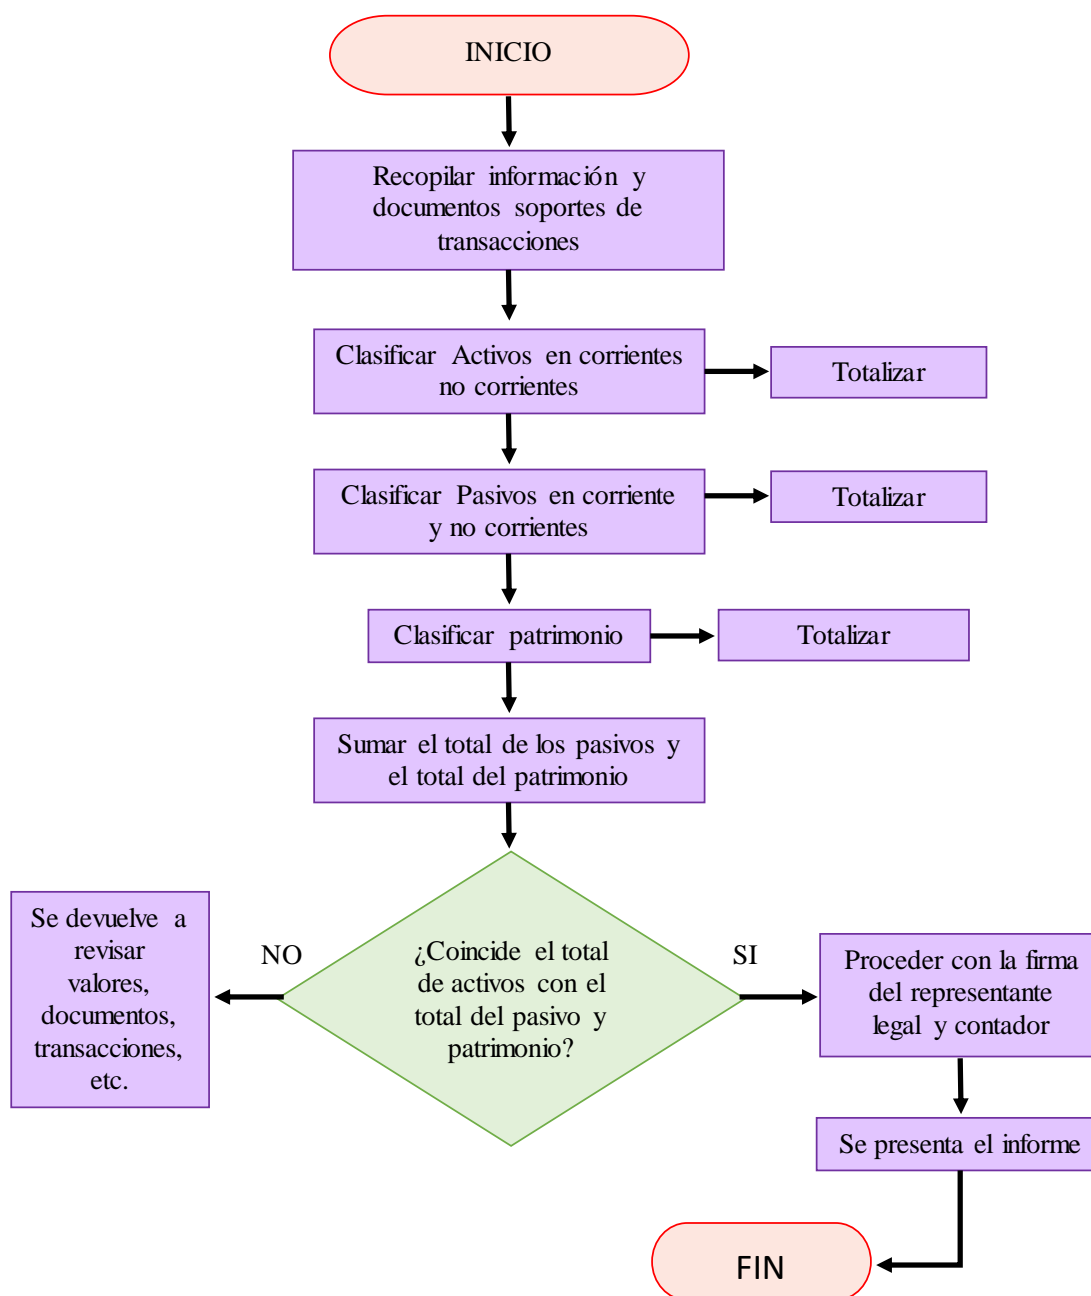 INICIO
Recopilar información y
documentos soportes de
transacciones
Clasificar Activos en corrientes
no corrientes
Totalizar
Clasificar Pasivos en corriente
y no corrientes
Totalizar
Clasificar patrimonio
Totalizar
Sumar el total de los pasivos y
el total del patrimonio
¿Coincide el total
de activos con el
total del pasivo y
patrimonio?
NO
Se devuelve a
revisar
valores,
documentos,
transacciones,
etc.
SI
Proceder con la firma
del representante
legal y contador
Se presenta el informe
FIN